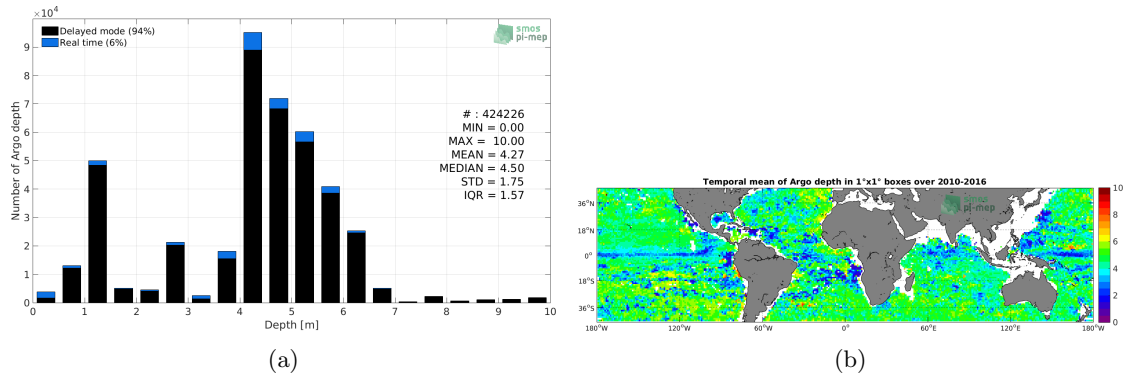 ×10⁴
10
9
8
7
6
5
4
3
2
1
0
Number of Argo depth
Delayed mode (94%)
Real time (6%)
smos
pi-mep
# : 424226
MIN = 0.00
MAX = 10.00
MEAN = 4.27
MEDIAN = 4.50
STD = 1.75
IQR = 1.57
0 1 2 3 4 5 6 7 8 9 10
Depth [m]
(a)
Temporal mean of Argo depth in 1°x1° boxes over 2010-2016
smos
pi-mep
36°N
18°N
0°
18°S
36°S
180°W 120°W 60°W 0° 60°E 120°E 180°W
10
8
6
4
2
0
(b)